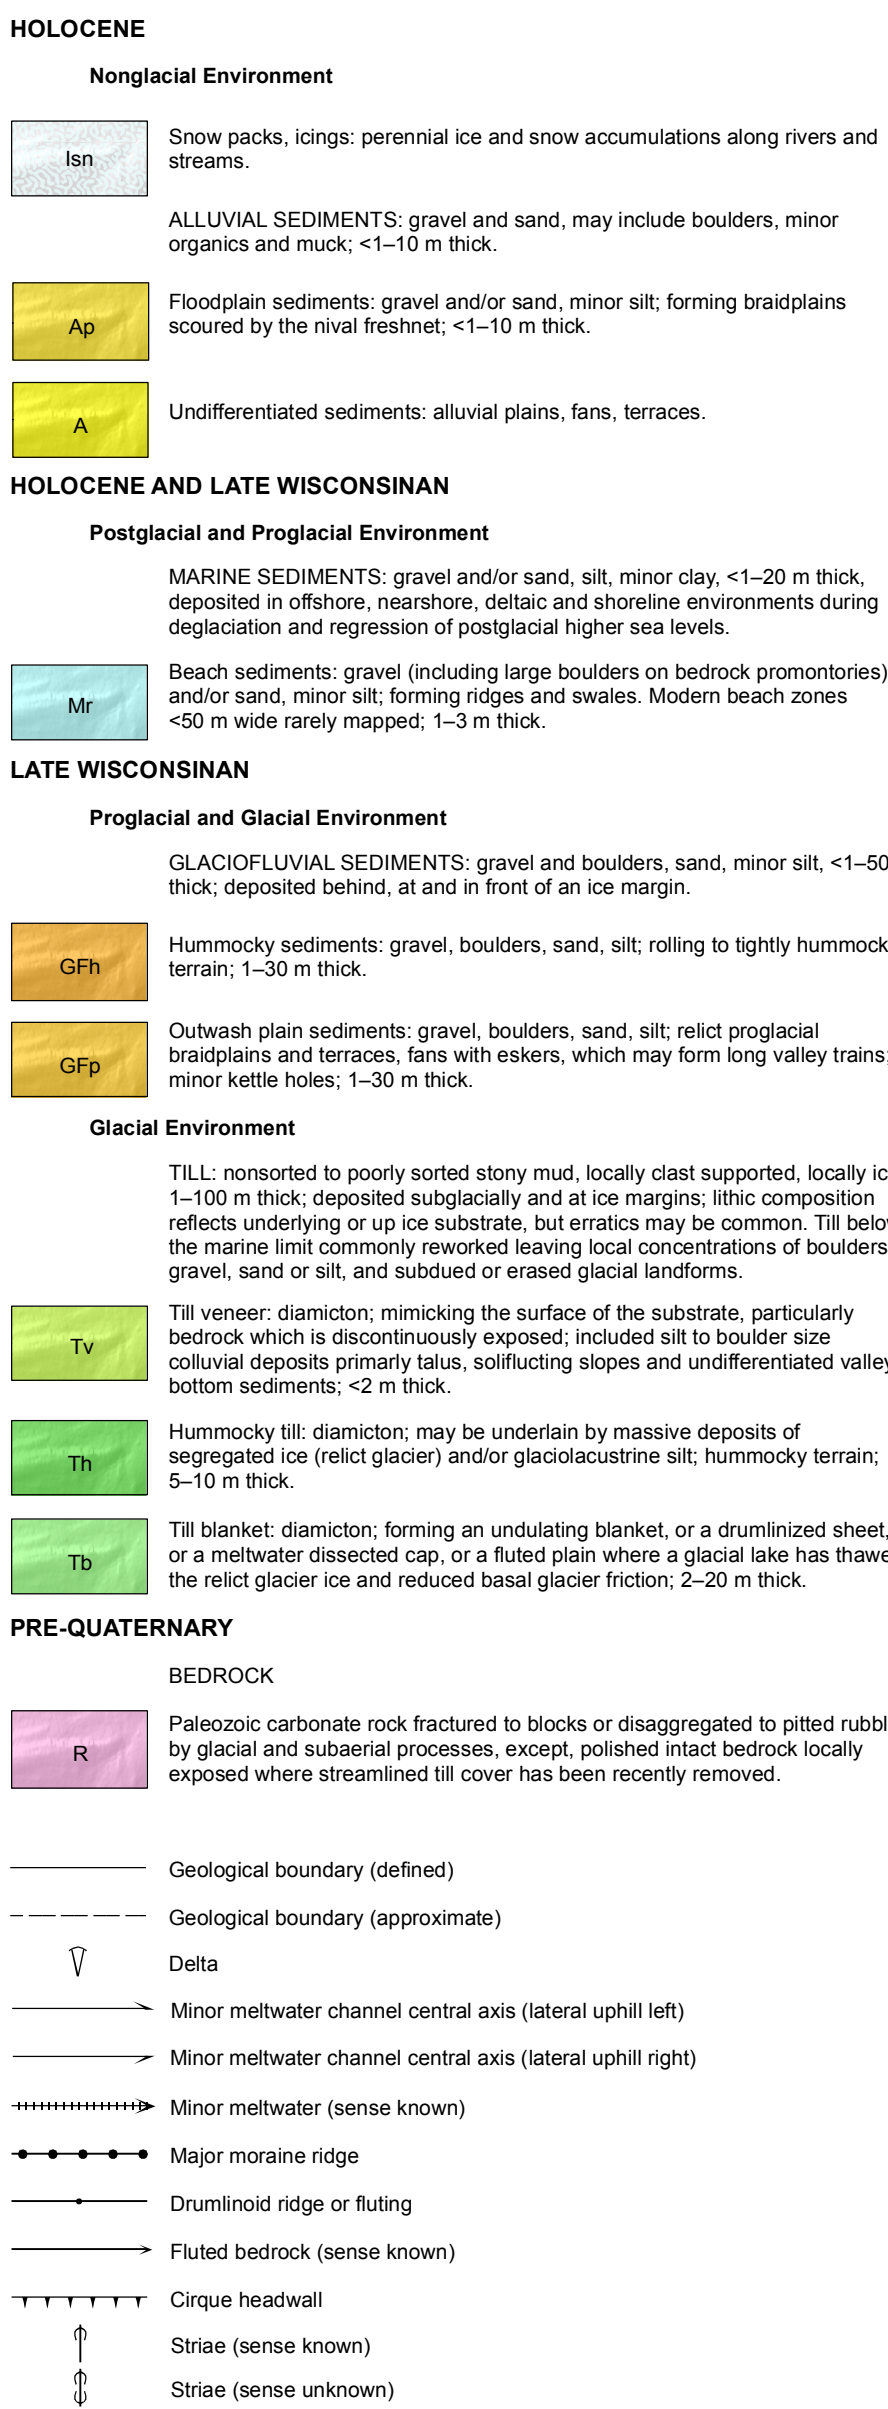 HOLOCENE
Nonglacial Environment
Isn
Snow packs, icings: perennial ice and snow accumulations along rivers and
streams.
ALLUVIAL SEDIMENTS: gravel and sand, may include boulders, minor
organics and muck; <1–10 m thick.
Ap
Floodplain sediments: gravel and/or sand, minor silt; forming braidplains
scoured by the nival freshnet; <1–10 m thick.
A
Undifferentiated sediments: alluvial plains, fans, terraces.
HOLOCENE AND LATE WISCONSINAN
Postglacial and Proglacial Environment
MARINE SEDIMENTS: gravel and/or sand, silt, minor clay, <1–20 m thick,
deposited in offshore, nearshore, deltaic and shoreline environments during
deglaciation and regression of postglacial higher sea levels.
Mr
Beach sediments: gravel (including large boulders on bedrock promontories)
and/or sand, minor silt; forming ridges and swales. Modern beach zones
<50 m wide rarely mapped; 1–3 m thick.
LATE WISCONSINAN
Proglacial and Glacial Environment
GLACIOFLUVIAL SEDIMENTS: gravel and boulders, sand, minor silt, <1–50
thick; deposited behind, at and in front of an ice margin.
GFh
Hummocky sediments: gravel, boulders, sand, silt; rolling to tightly hummock
terrain; 1–30 m thick.
GFp
Outwash plain sediments: gravel, boulders, sand, silt; relict proglacial
braidplains and terraces, fans with eskers, which may form long valley trains;
minor kettle holes; 1–30 m thick.
Glacial Environment
TILL: nonsorted to poorly sorted stony mud, locally clast supported, locally ic
1–100 m thick; deposited subglacially and at ice margins; lithic composition
reflects underlying or up ice substrate, but erratics may be common. Till below
the marine limit commonly reworked leaving local concentrations of boulders
gravel, sand or silt, and subdued or erased glacial landforms.
Tv
Till veneer: diamicton; mimicking the surface of the substrate, particularly
bedrock which is discontinuously exposed; included silt to boulder size
colluvial deposits primarly talus, soliflucting slopes and undifferentiated valley
bottom sediments; <2 m thick.
Th
Hummocky till: diamicton; may be underlain by massive deposits of
segregated ice (relict glacier) and/or glaciolacustrine silt; hummocky terrain;
5–10 m thick.
Tb
Till blanket: diamicton; forming an undulating blanket, or a drumlinized sheet,
or a meltwater dissected cap, or a fluted plain where a glacial lake has thawe
the relict glacier ice and reduced basal glacier friction; 2–20 m thick.
PRE-QUATERNARY
BEDROCK
R
Paleozoic carbonate rock fractured to blocks or disaggregated to pitted rubbl
by glacial and subaerial processes, except, polished intact bedrock locally
exposed where streamlined till cover has been recently removed.
Geological boundary (defined)
Geological boundary (approximate)
Delta
Minor meltwater channel central axis (lateral uphill left)
Minor meltwater channel central axis (lateral uphill right)
Minor meltwater (sense known)
Major moraine ridge
Drumlinoid ridge or fluting
Fluted bedrock (sense known)
Cirque headwall
Striae (sense known)
Striae (sense unknown)